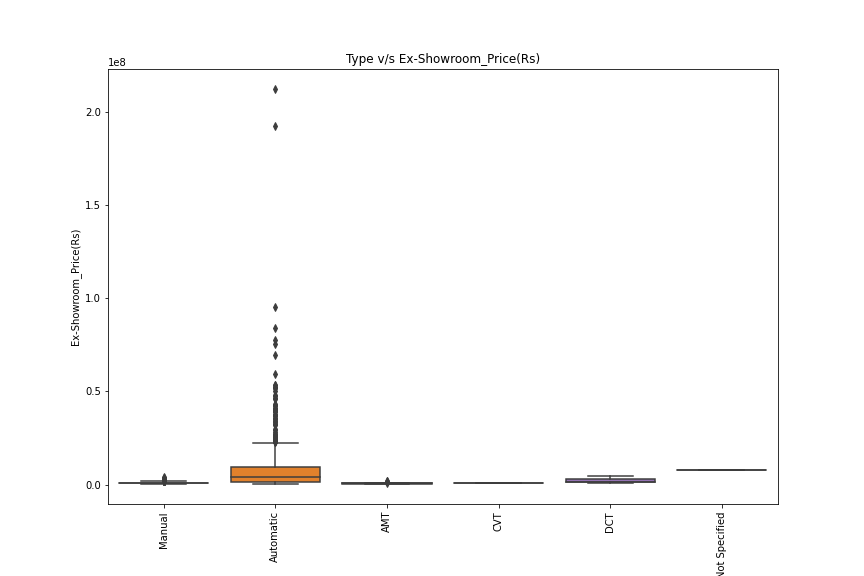 Type v/s Ex-Showroom_Price(Rs)
1e8
2.0
1.5
1.0
0.5
0.0
Ex-Showroom_Price(Rs)
Manual
Automatic
AMT
CVT
DCT
Not Specified